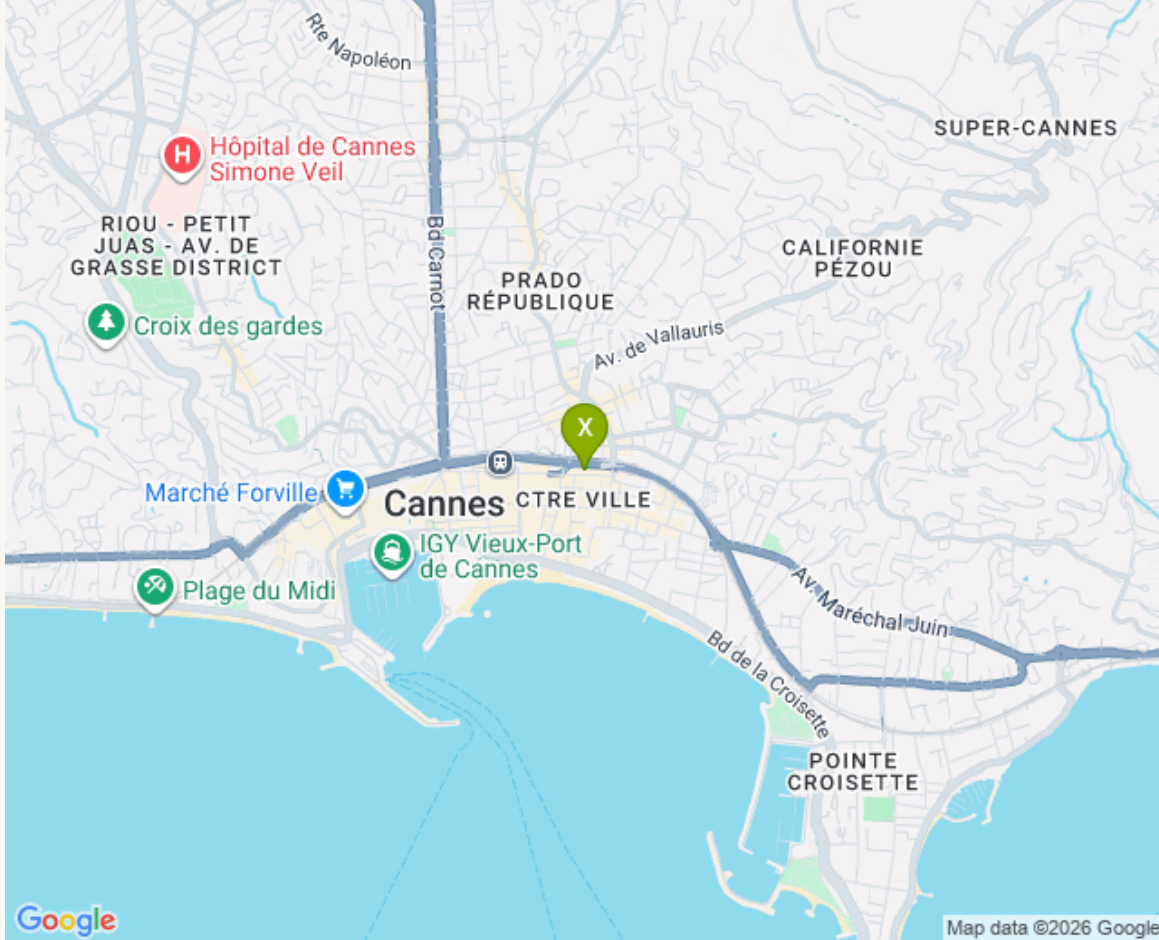 Rte Napoléon
SUPER-CANNES
H
Hôpital de Cannes
Simone Veil
RIOU - PETIT
JUAS - AV. DE
GRASSE DISTRICT
Bd Carnot
CALIFORNIE
PÉZOU
PRADO
RÉPUBLIQUE
Croix des gardes
Av. de Vallauris
X
Marché Forville
Cannes
CTRE VILLE
IGY Vieux-Port
de Cannes
Plage du Midi
Av. Maréchal Juin
Bd de la Croisette
POINTE
CROISETTE
Google
Map data ©2026 Google